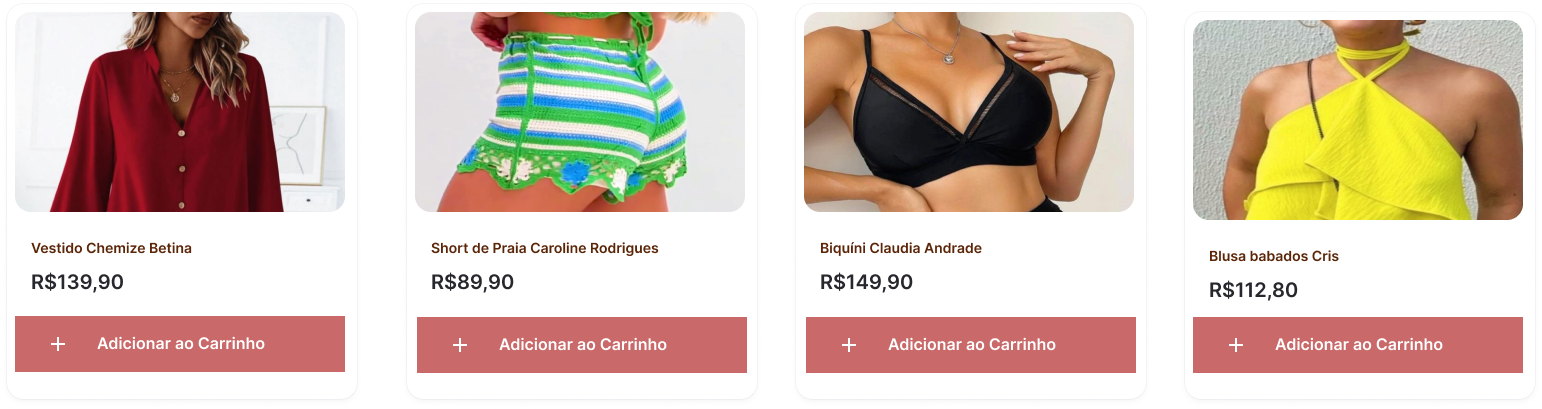 Vestido Chemize Betina
R$139,90
Adicionar ao Carrinho
Short de Praia Caroline Rodrigues
R$89,90
Adicionar ao Carrinho
Biquíni Claudia Andrade
R$149,90
Adicionar ao Carrinho
Blusa babados Cris
R$112,80
Adicionar ao Carrinho